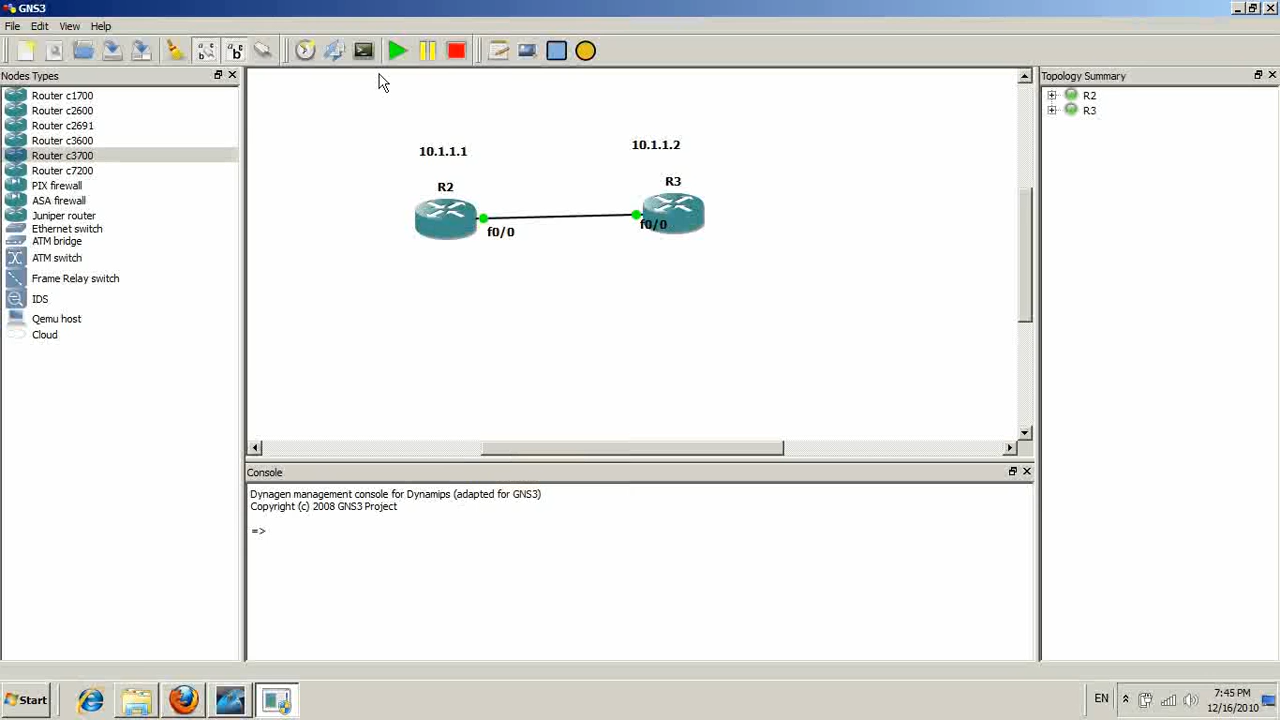 GNS3
File Edit View Help
Nodes Types
Router c1700
Router c2600
Router c2691
Router c3600
Router c3700
Router c7200
PIX firewall
ASA firewall
Juniper router
Ethernet switch
ATM bridge
ATM switch
Frame Relay switch
IDS
Qemu host
Cloud
10.1.1.1
10.1.1.2
R2
R3
f0/0
f0/0
Topology Summary
R2
R3
Console
Dynagen management console for Dynamips (adapted for GNS3)
Copyright (c) 2008 GNS3 Project
=>
Start
EN
7:45 PM
12/16/2010